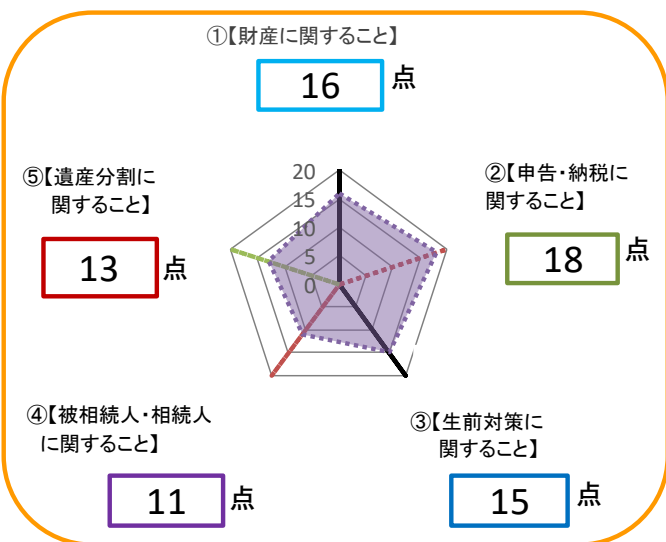 ①【財産に関すること】
16 点
⑤【遺産分割に
関すること】
13 点
20
15
10
5
0
②【申告・納税に
関すること】
18 点
④【被相続人・相続人
に関すること】
11 点
③【生前対策に
関すること】
15 点